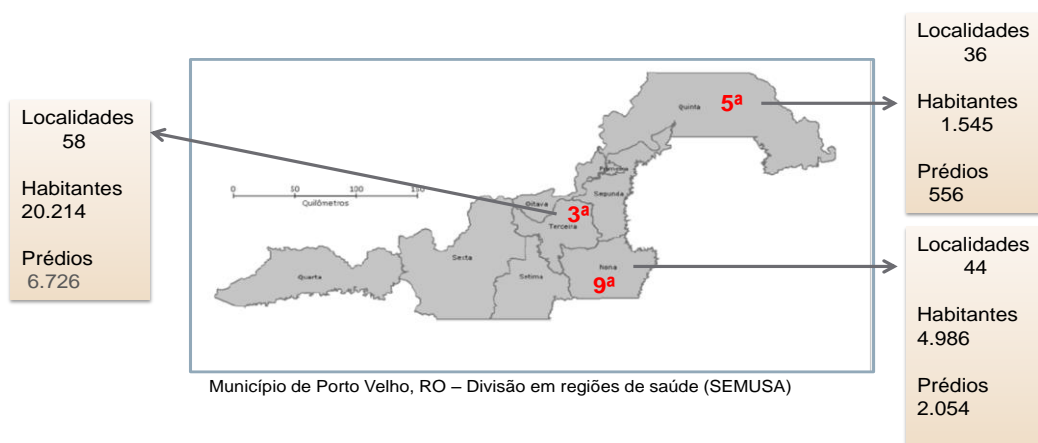 Localidades
58
Habitantes
20.214
Prédios
6.726
0
50
100
150
Quilômetros
Quinta
5ª
Primeira
Segunda
Oitava
3ª
Terceira
Sexta
Quarta
Setima
Nona
9ª
Localidades
36
Habitantes
1.545
Prédios
556
Localidades
44
Habitantes
4.986
Prédios
2.054
Município de Porto Velho, RO – Divisão em regiões de saúde (SEMUSA)